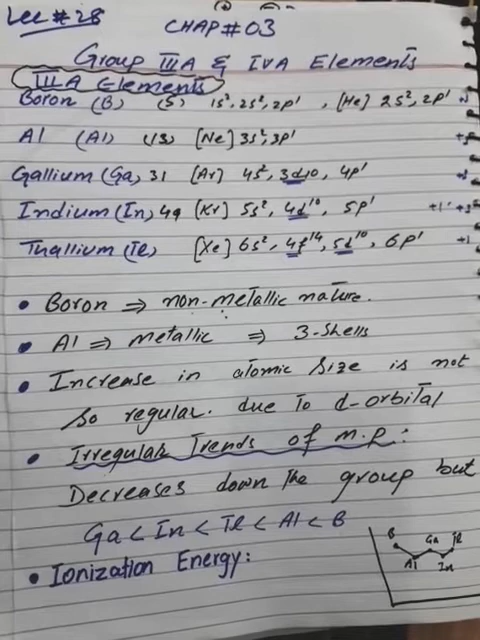 Lec #28
CHAP#03
Group IIIA & IVA Elements
IIIA Elements
Boron (B) (5) 1s², 2s², 2p¹ , [He] 2s², 2p¹ +3
Al (Al) (13) [Ne] 3s², 3p¹ +3
Gallium (Ga) 31 [Ar] 4s², 3d10, 4p¹ +3
Indium (In) 49 [Kr] 5s², 4d¹⁰, 5p¹ +1, +3
Thallium (Tl) [Xe] 6s², 4f¹⁴, 5d¹⁰, 6p¹ +1
• Boron ⇒ non-metallic nature.
• Al ⇒ metallic ⇒ 3-shells
• Increase in atomic size is not
so regular. due to d-orbital
• Irregular Trends of m.p:
Decreases down the group but
Ga < In < Tl < Al < B
• Ionization Energy:
B Al Ga In Tl